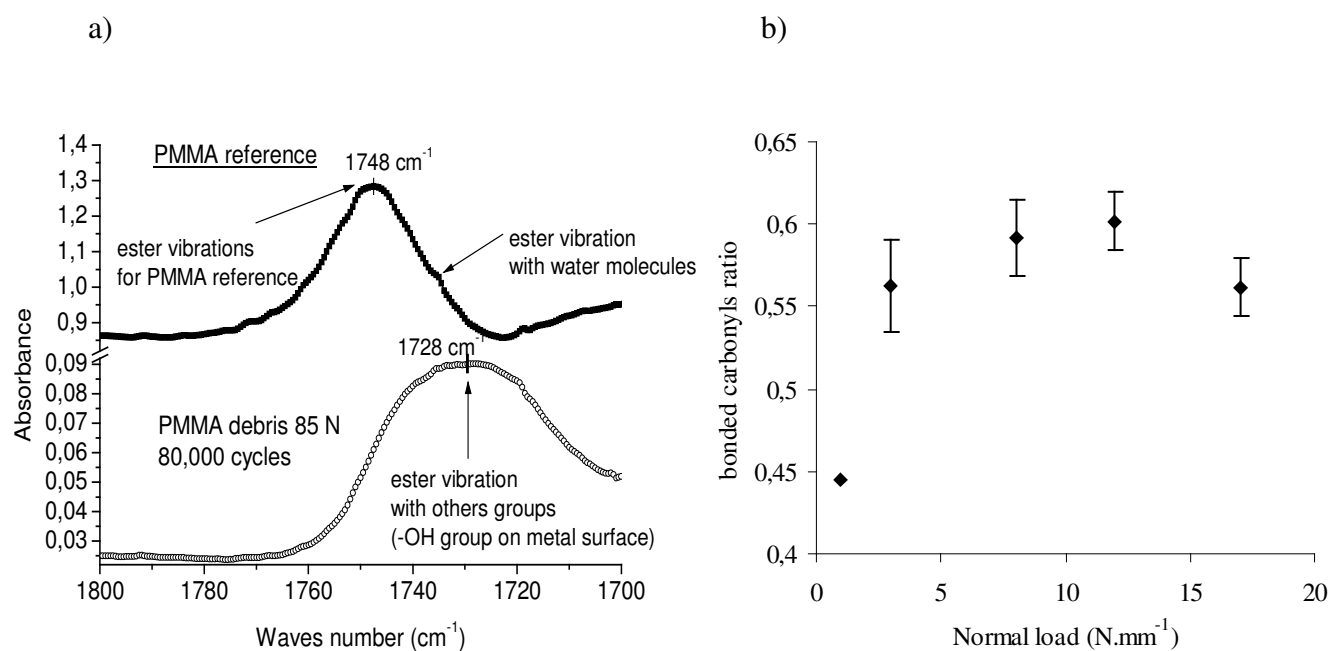 a)
b)
PMMA reference
1748 cm-1
ester vibrations
for PMMA reference
ester vibration
with water molecules
1728 cm-1
PMMA debris 85 N
80,000 cycles
ester vibration
with others groups
(-OH group on metal surface)
Absorbance
1,4
1,3
1,2
1,1
1,0
0,9
0,09
0,08
0,07
0,06
0,05
0,04
0,03
1800
1780
1760
1740
1720
1700
Waves number (cm-1)
bonded carbonyls ratio
0,65
0,6
0,55
0,5
0,45
0,4
0
5
10
15
20
Normal load (N.mm-1)